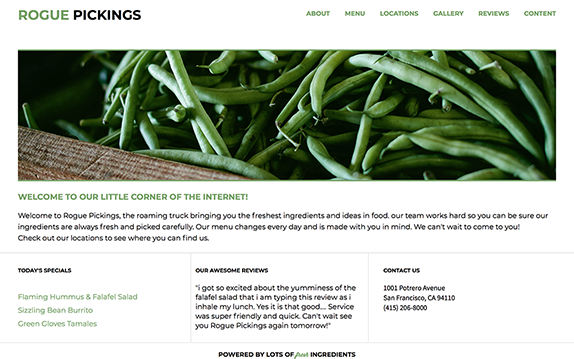 ROGUE PICKINGS
ABOUT MENU LOCATIONS GALLERY REVIEWS CONTENT
WELCOME TO OUR LITTLE CORNER OF THE INTERNET!
Welcome to Rogue Pickings, the roaming truck bringing you the freshest ingredients and ideas in food. our team works hard so you can be sure our
ingredients are always fresh and picked carefully. Our menu changes every day and is made with you in mind. We can't wait to come to you!
Check out our locations to see where you can find us.
TODAY'S SPECIALS
Flaming Hummus & Falafel Salad
Sizzling Bean Burrito
Green Gloves Tamales
OUR AWESOME REVIEWS
"i got so excited about the yumminess of the
falafel salad that i am typing this review as i
inhale my lunch. Yes it is that good.... Service
was super friendly and quick. Can't wait see
you Rogue Pickings again tomorrow!"
CONTACT US
1001 Potrero Avenue
San Francisco, CA 94110
(415) 206-8000
POWERED BY LOTS OF fresh INGREDIENTS